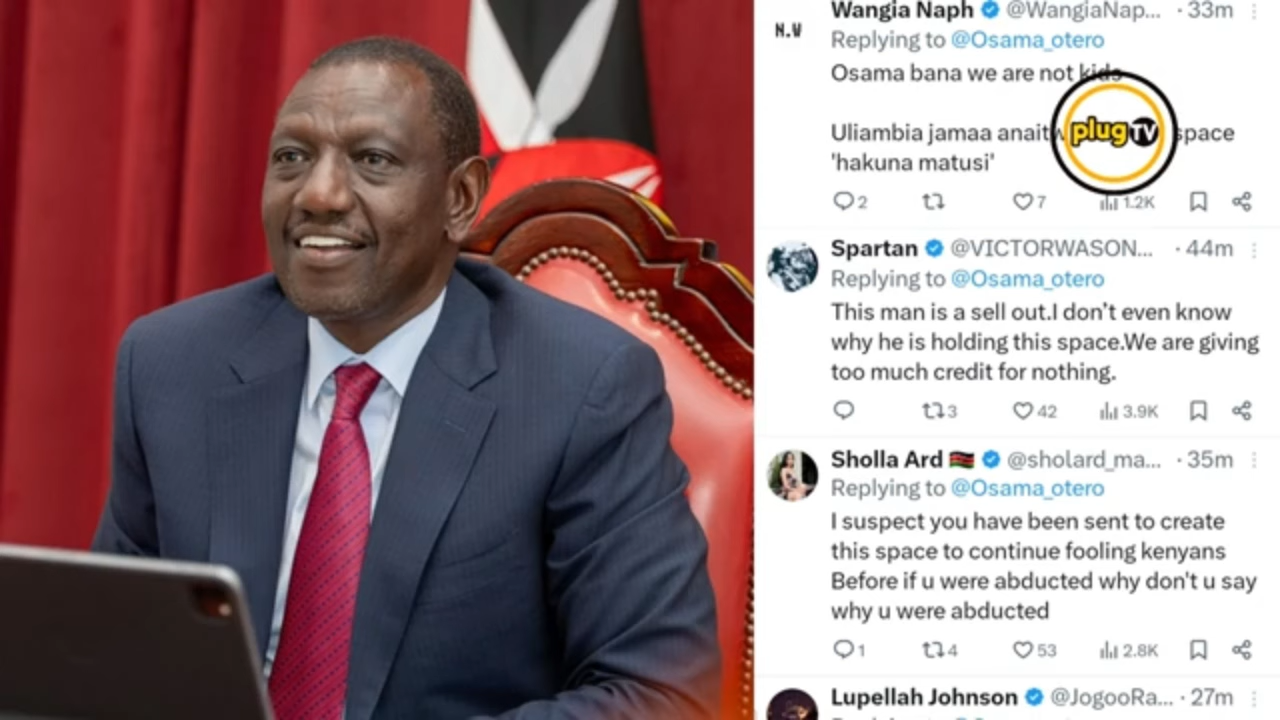 Wangia Naph @WangiaNap... · 33m
Replying to @Osama_otero
Osama bana we are not kids
Uliambia jamaa space
'hakuna matusi'
2 7 1.2K
plug TV
Spartan @VICTORWASON... · 44m
Replying to @Osama_otero
This man is a sell out.I don't even know
why he is holding this space.We are giving
too much credit for nothing.
3 42 3.9K
Sholla Ard 🇰🇪 @sholard_ma... · 35m
Replying to @Osama_otero
I suspect you have been sent to create
this space to continue fooling kenyans
Before if u were abducted why don't u say
why u were abducted
1 4 53 2.8K
Lupellah Johnson @JogooRa... · 27m
N.W